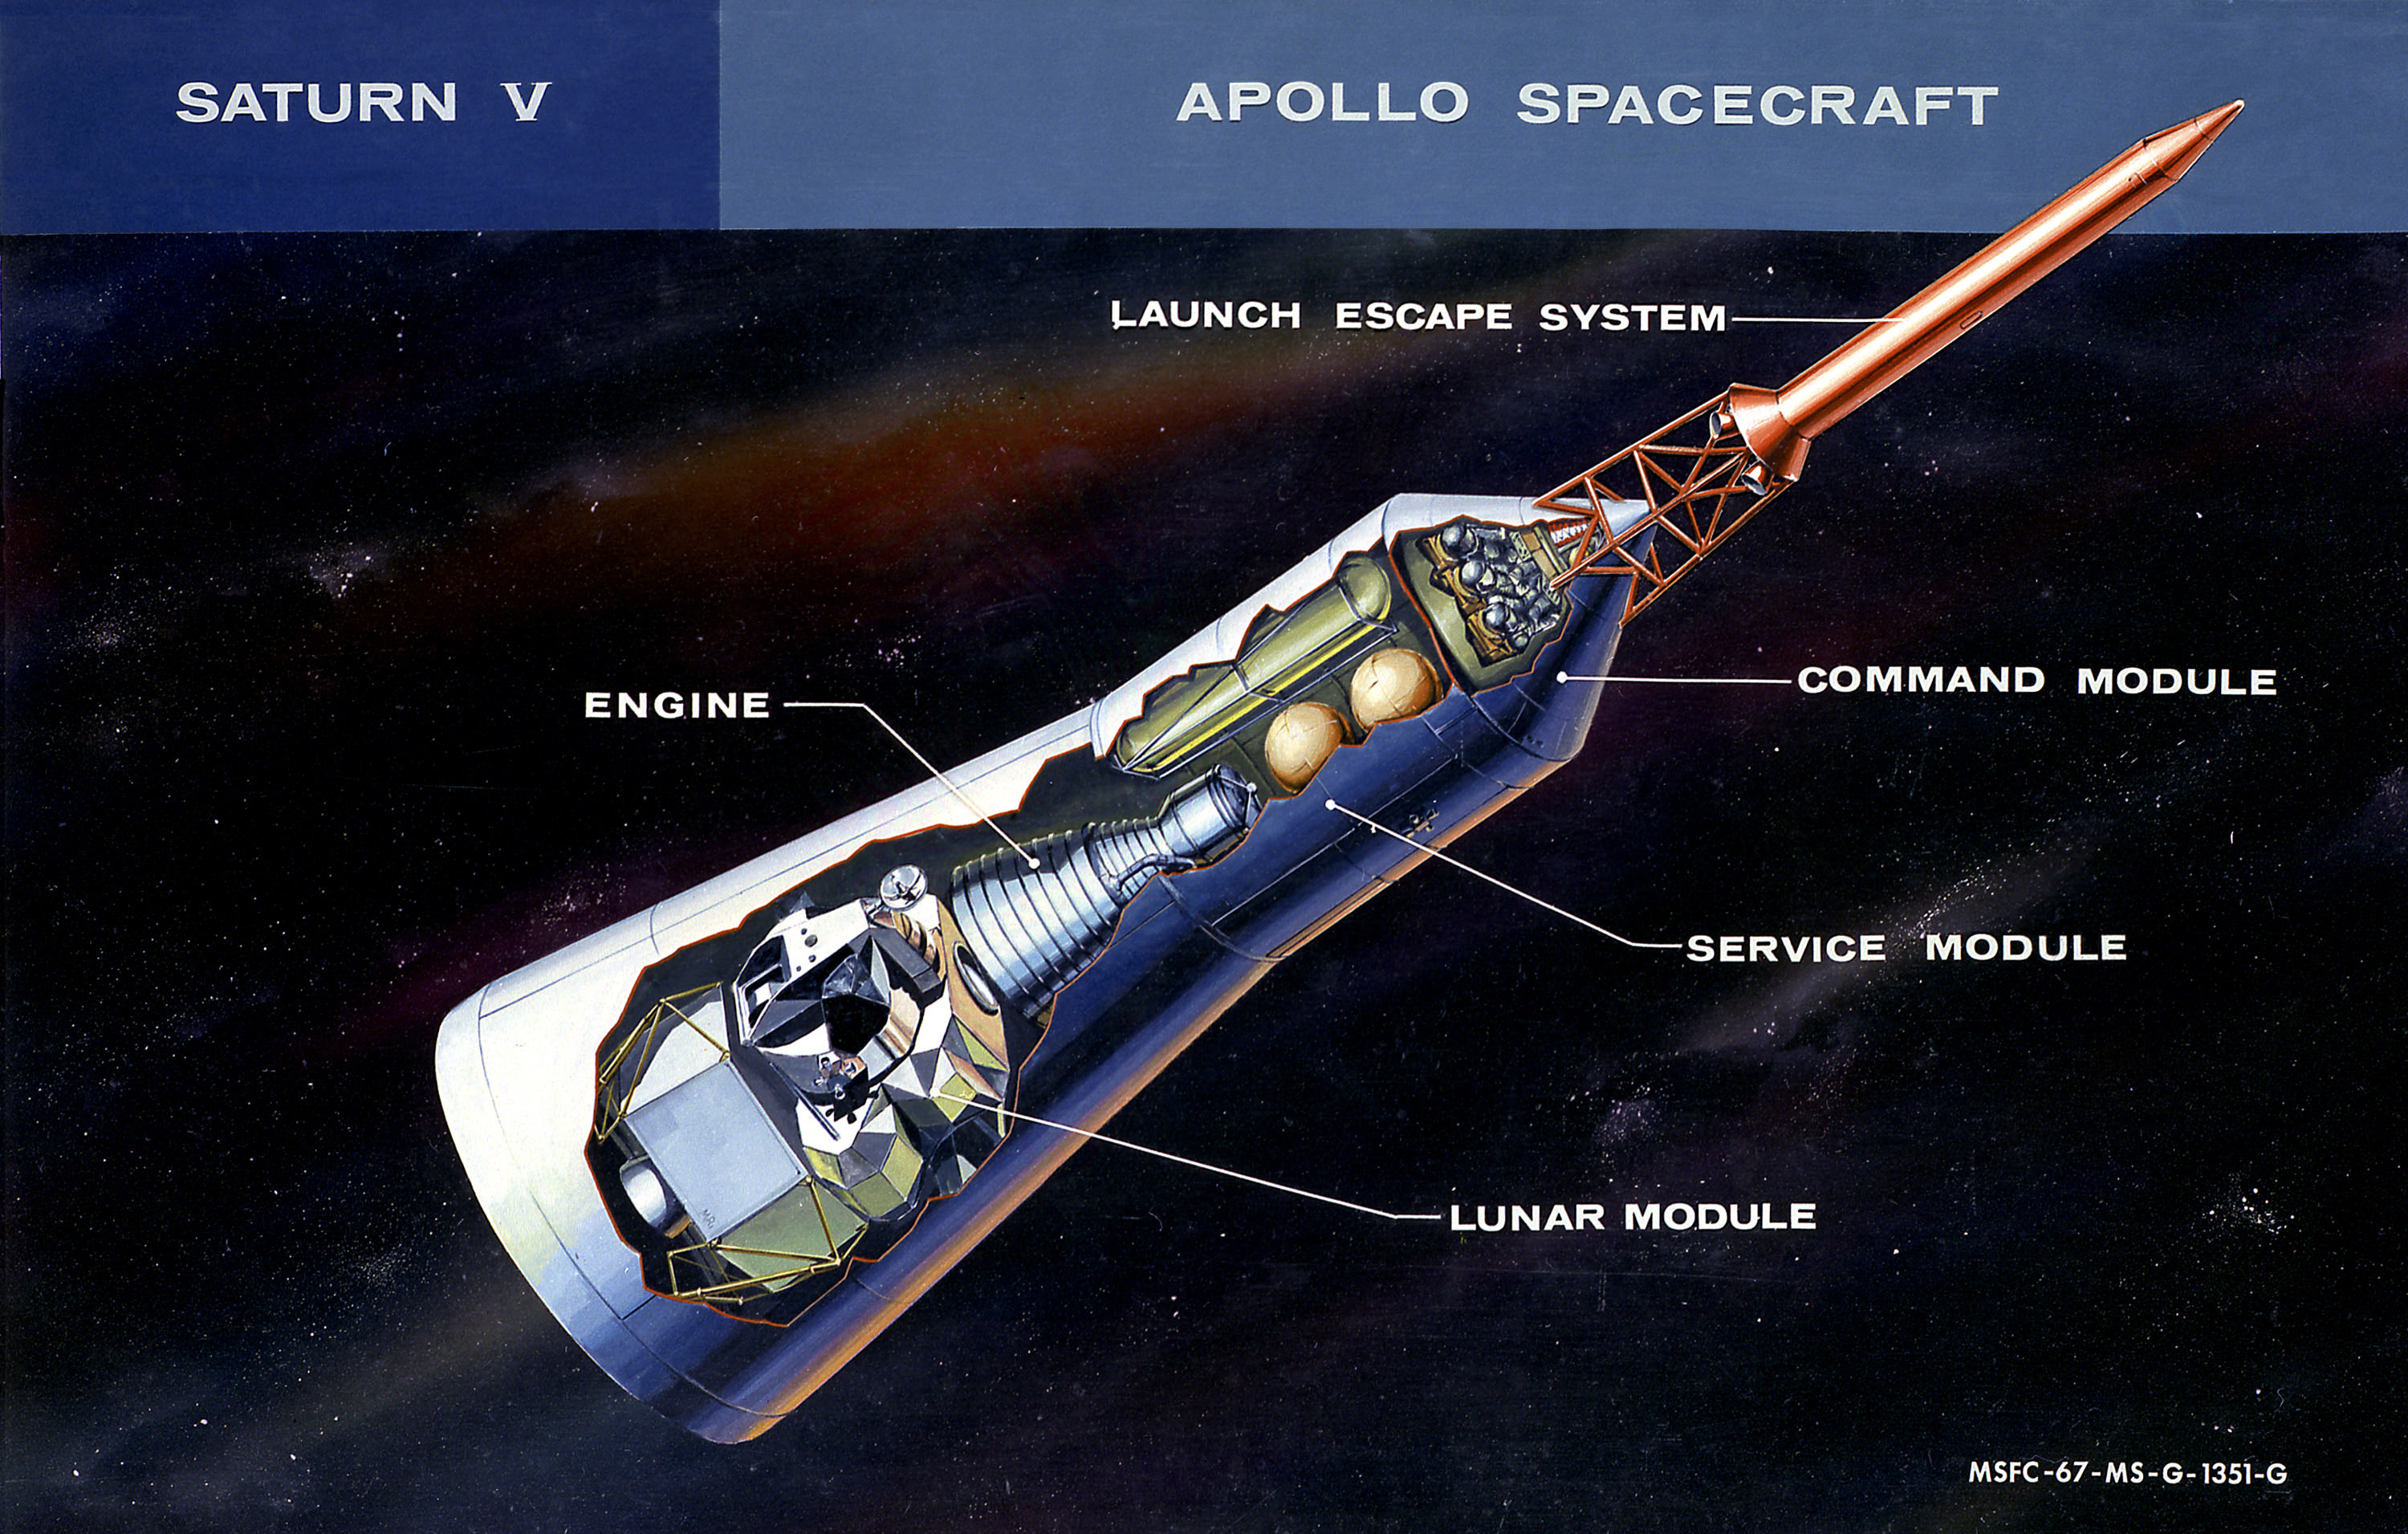 SATURN V
APOLLO SPACECRAFT
LAUNCH ESCAPE SYSTEM
COMMAND MODULE
ENGINE
SERVICE MODULE
LUNAR MODULE
MSFC-67-MS-G-1351-G